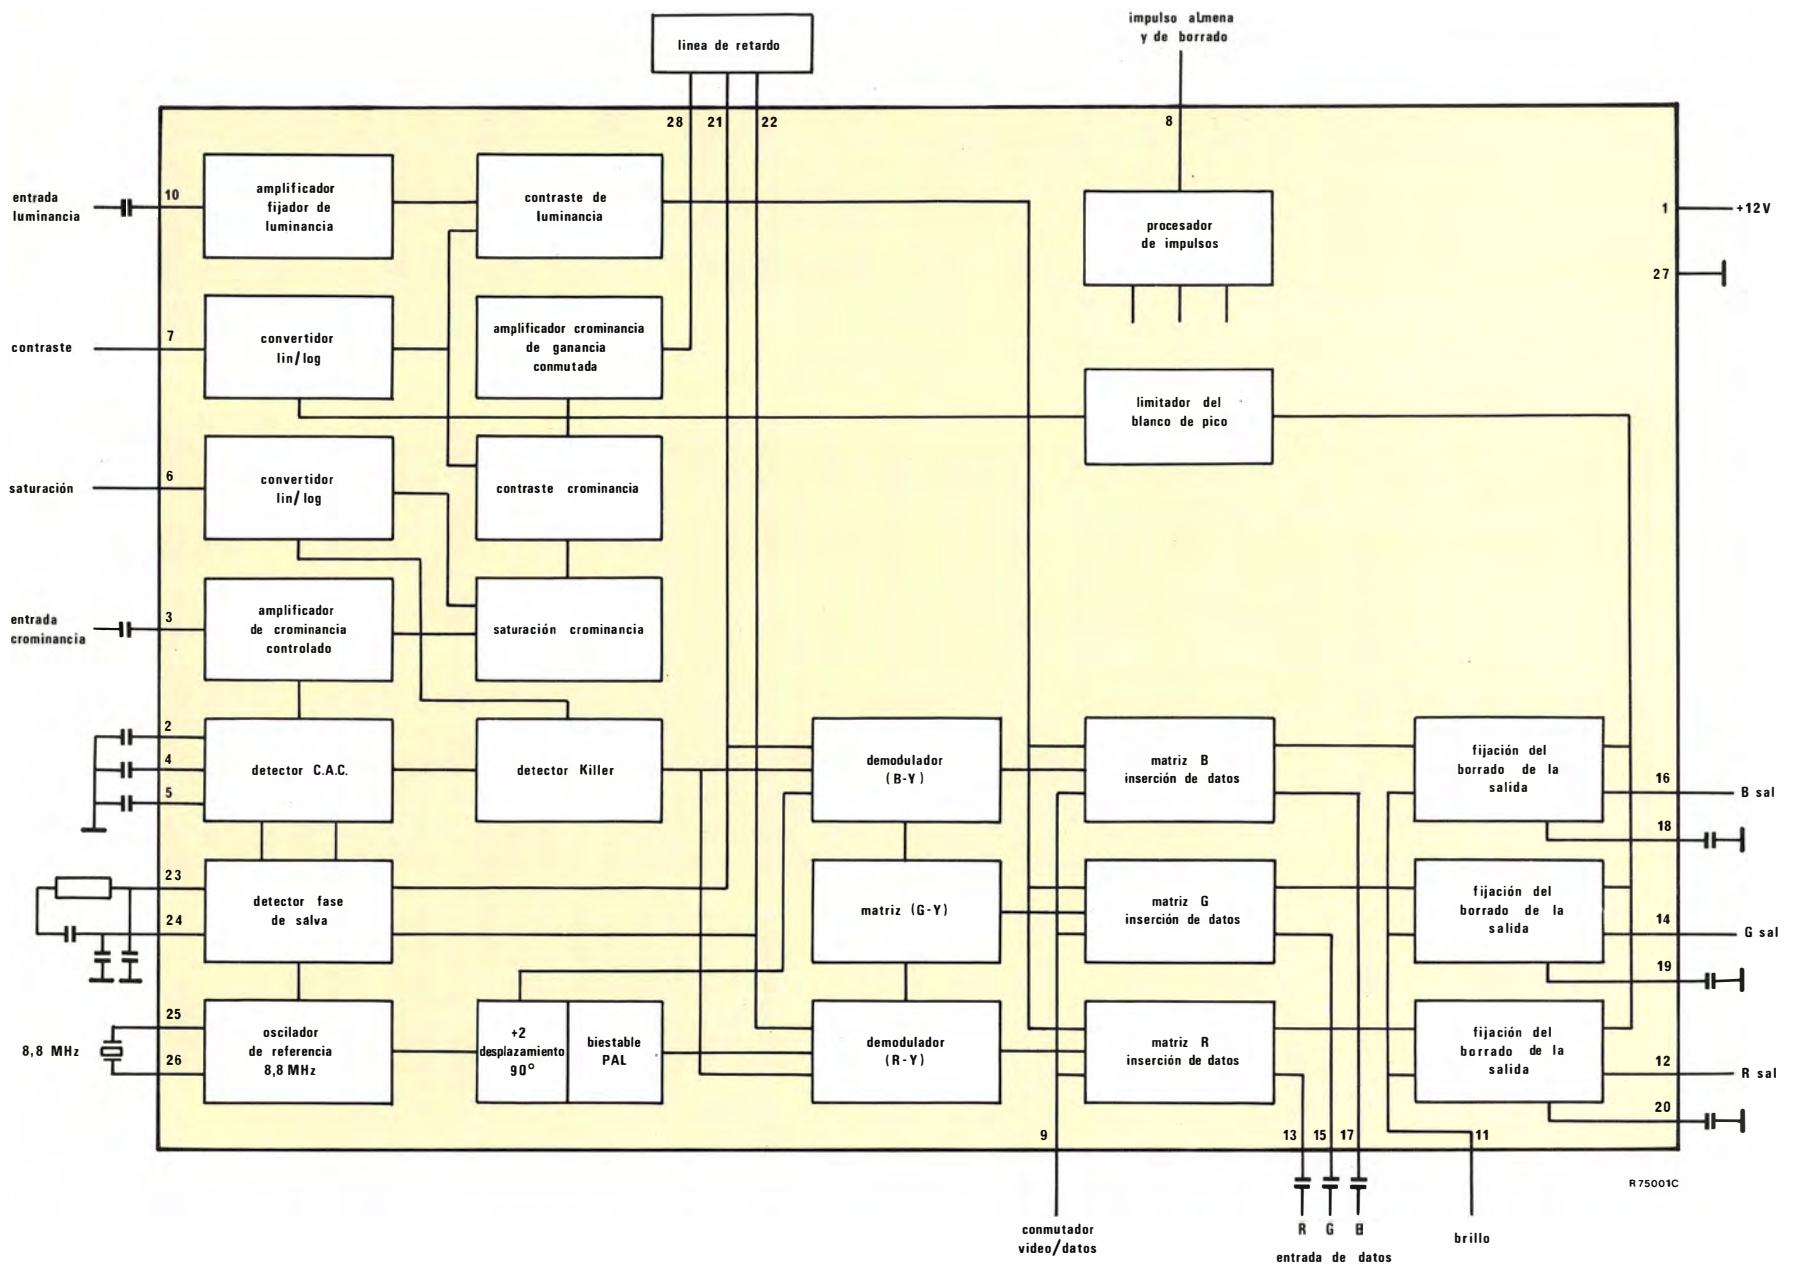 linea de retardo
impulso almena
y de borrado
28
21
22
8
entrada
luminancia
10
amplificador
fijador de
luminancia
contraste de
luminancia
procesador
de impulsos
1
+12V
27
contraste
7
convertidor
lin/log
amplificador crominancia
de ganancia
conmutada
limitador del
blanco de pico
saturación
6
convertidor
lin/log
contraste crominancia
entrada
crominancia
3
amplificador
de crominancia
controlado
saturación crominancia
2
4
5
detector C.A.C.
detector Killer
demodulador
(B-Y)
matriz B
inserción de datos
fijación del
borrado de la
salida
16
B sal
18
23
24
detector fase
de salva
matriz (G-Y)
matriz G
inserción de datos
fijación del
borrado de la
salida
14
G sal
19
8,8 MHz
25
26
oscilador
de referencia
8,8 MHz
+2
desplazamiento
90°
biestable
PAL
demodulador
(R-Y)
matriz R
inserción de datos
fijación del
borrado de la
salida
12
R sal
20
9
13
15
17
11
R 75001C
conmutador
video/datos
R
G
B
entrada de datos
brillo